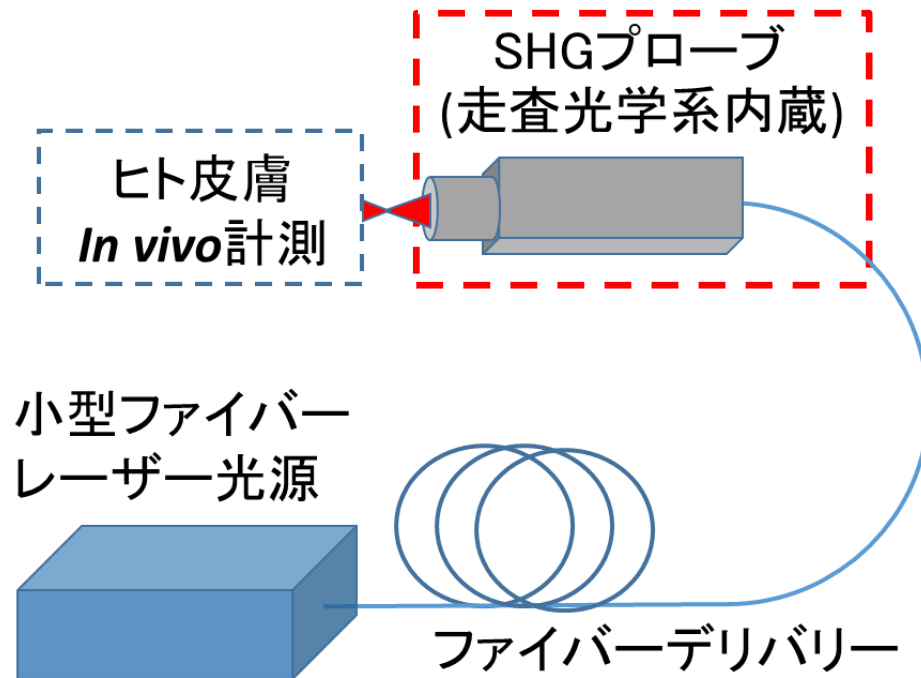 SHGプローブ
(走査光学系内蔵)
ヒト皮膚
In vivo計測
小型ファイバー
レーザー光源
ファイバーデリバリー